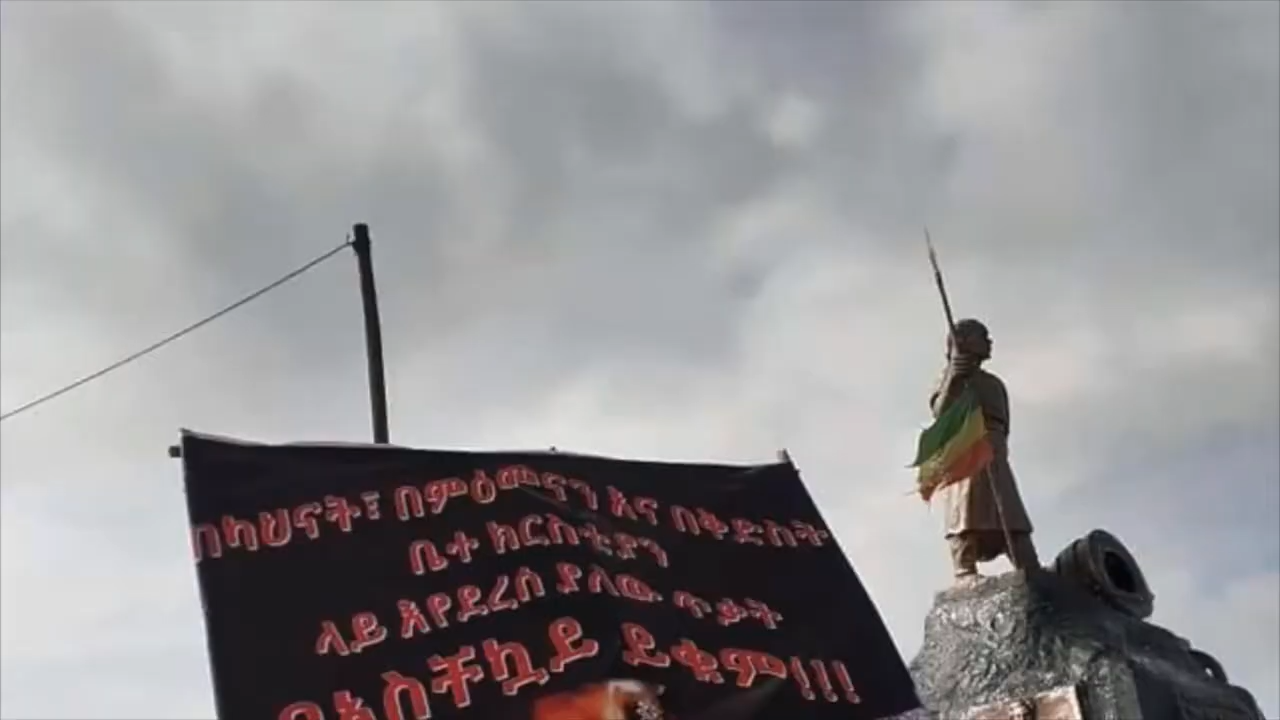 በካህናት፣ በምዕመናን እና በቅድስት
ቤተ ክርስቲያን
ላይ እየደረሰ ያለው ጥቃት
በአስቸኳይ ይቁም!!!